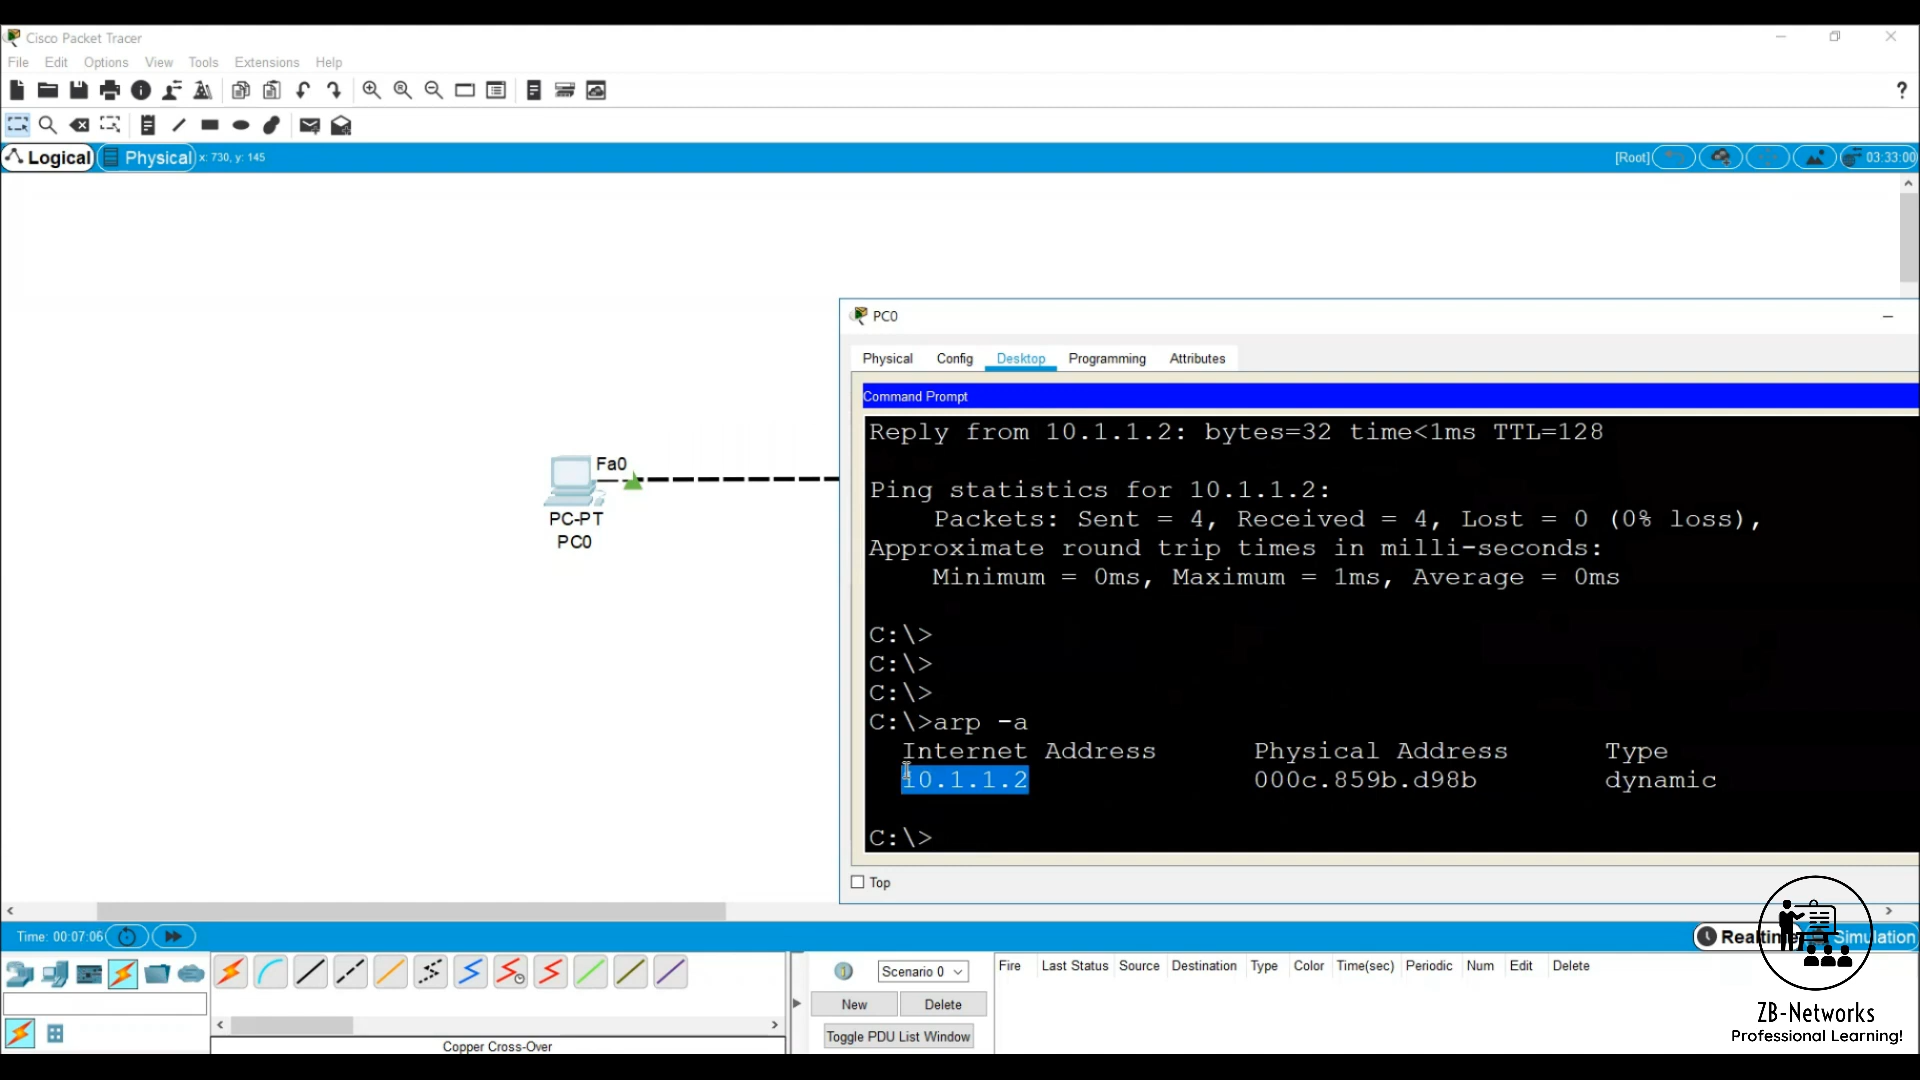 Cisco Packet Tracer
File Edit Options View Tools Extensions Help
?
Logical Physical x: 730, y: 145 [Root] 03:33:00
PC0
Physical Config Desktop Programming Attributes
Command Prompt
Reply from 10.1.1.2: bytes=32 time<1ms TTL=128
Ping statistics for 10.1.1.2:
Packets: Sent = 4, Received = 4, Lost = 0 (0% loss),
Approximate round trip times in milli-seconds:
Minimum = 0ms, Maximum = 1ms, Average = 0ms
C:\>
C:\>
C:\>
C:\>arp -a
Internet Address Physical Address Type
10.1.1.2 000c.859b.d98b dynamic
C:\>
Top
Fa0
PC-PT
PC0
Time: 00:07:06
Realtime Simulation
Scenario 0
New Delete
Toggle PDU List Window
Fire Last Status Source Destination Type Color Time(sec) Periodic Num Edit Delete
Copper Cross-Over
ZB-Networks
Professional Learning!